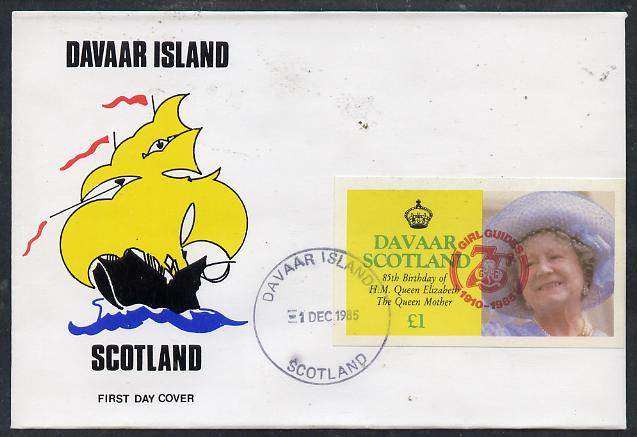 DAVAAR ISLAND
SCOTLAND
FIRST DAY COVER
DAVAAR ISLAND
1 DEC 1985
SCOTLAND
DAVAAR
SCOTLAND
85th Birthday of
H.M. Queen Elizabeth
The Queen Mother
£1
GIRL GUIDES
75
1910-1985